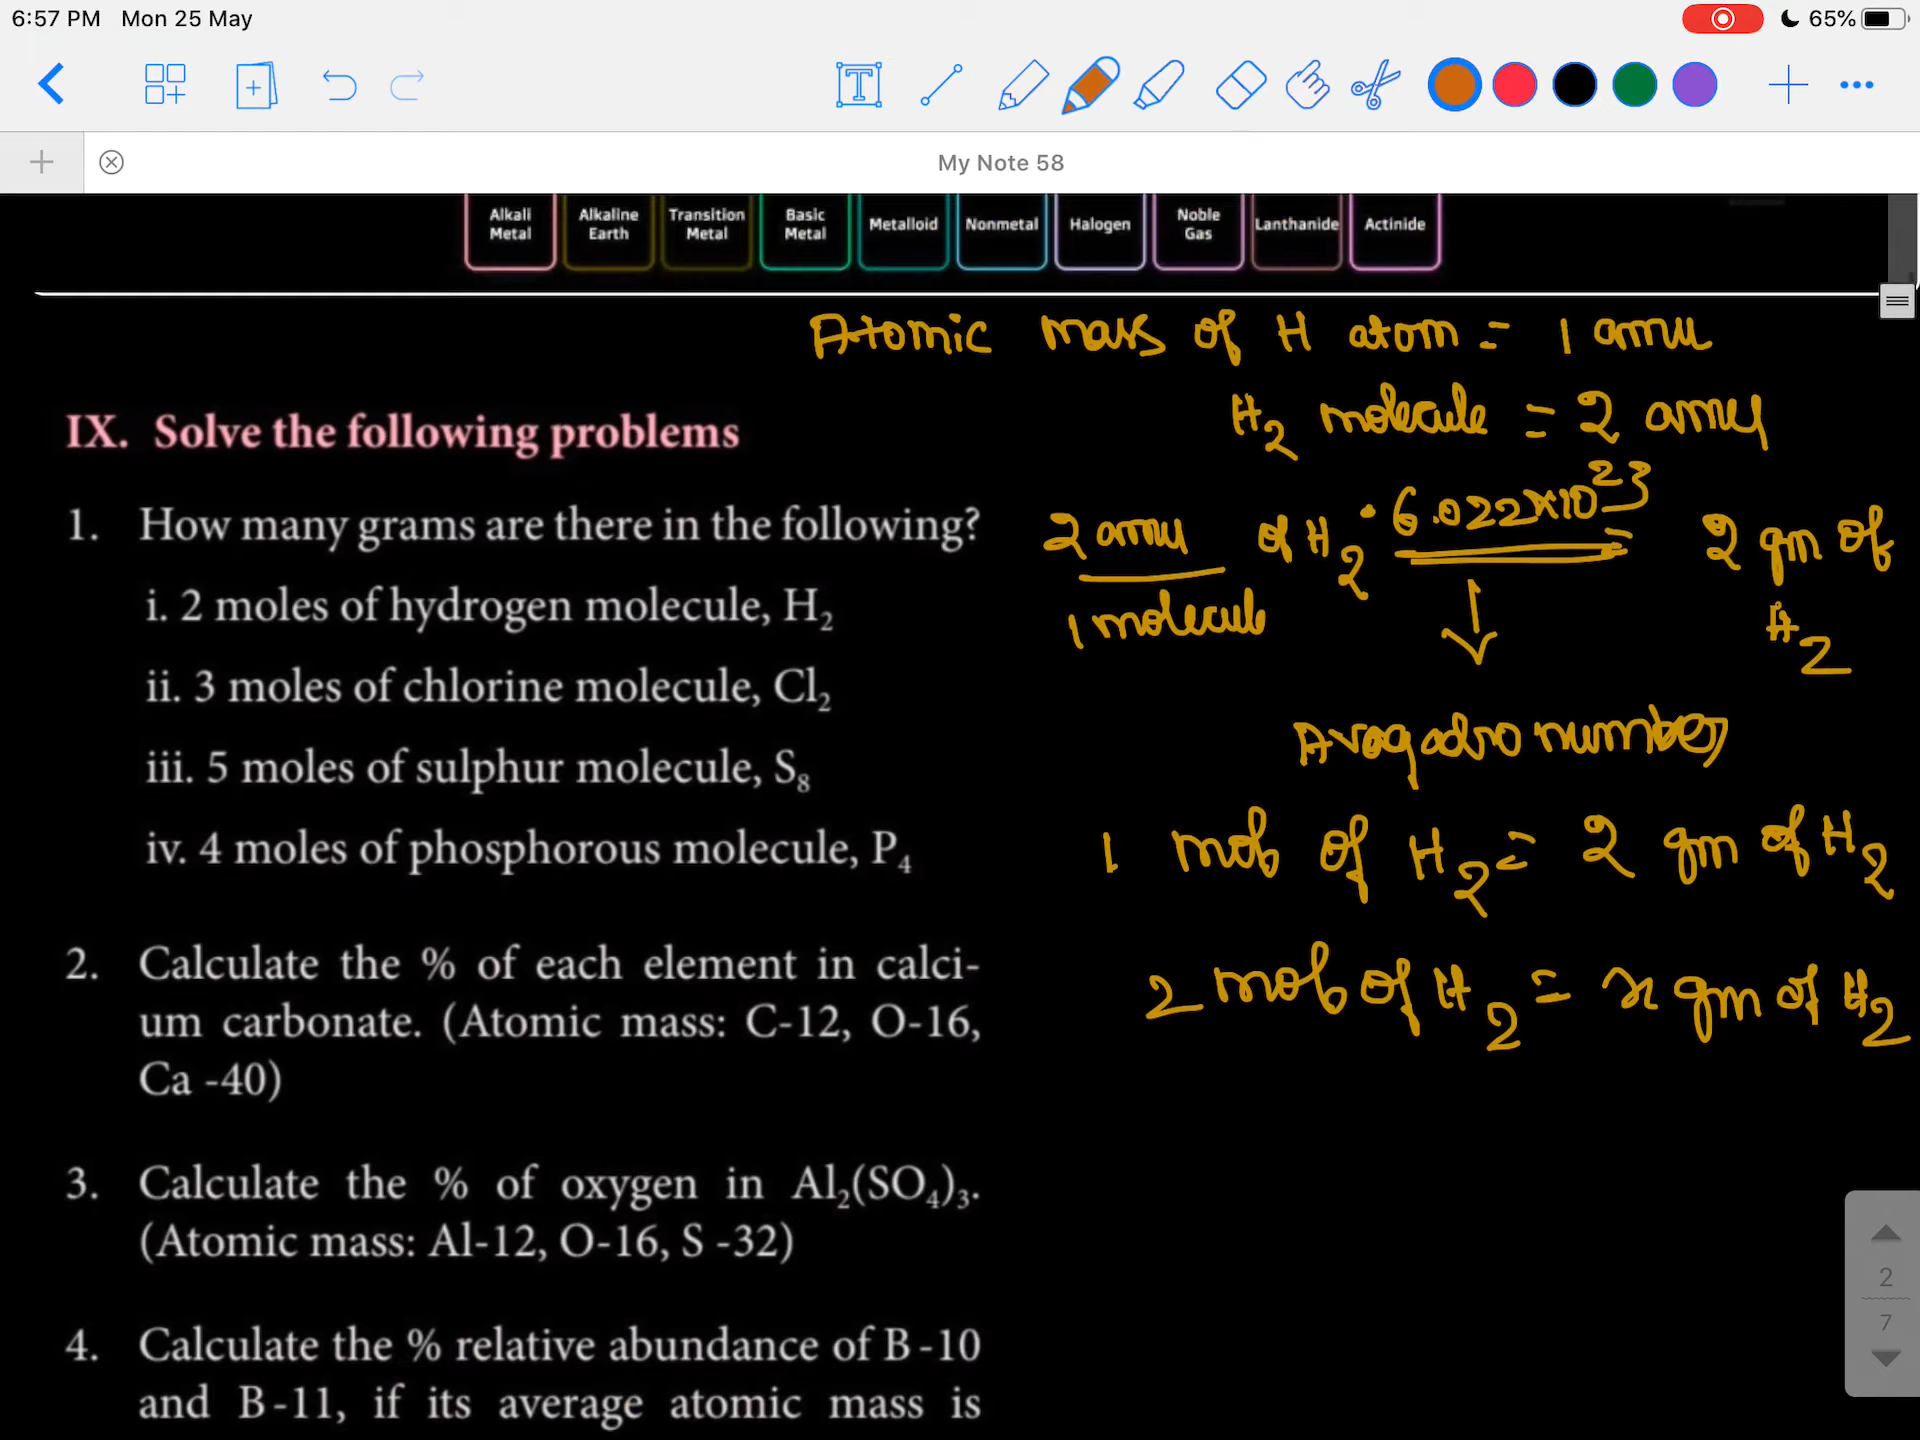 6:57 PM Mon 25 May
65%
My Note 58
Alkali Metal
Alkaline Earth
Transition Metal
Basic Metal
Metalloid
Nonmetal
Halogen
Noble Gas
Lanthanide
Actinide
Atomic mass of H atom = 1 amu
H₂ molecule = 2 amu
2 amu of H₂ · 6.022×10²³ = 2 gm of H₂
1 molecule
Avogadro number
1 mol of H₂ = 2 gm of H₂
2 mol of H₂ = x gm of H₂
IX. Solve the following problems
1. How many grams are there in the following?
i. 2 moles of hydrogen molecule, H₂
ii. 3 moles of chlorine molecule, Cl₂
iii. 5 moles of sulphur molecule, S₈
iv. 4 moles of phosphorous molecule, P₄
2. Calculate the % of each element in calci-
um carbonate. (Atomic mass: C-12, O-16,
Ca -40)
3. Calculate the % of oxygen in Al₂(SO₄)₃.
(Atomic mass: Al-12, O-16, S -32)
4. Calculate the % relative abundance of B -10
and B -11, if its average atomic mass is
2
7